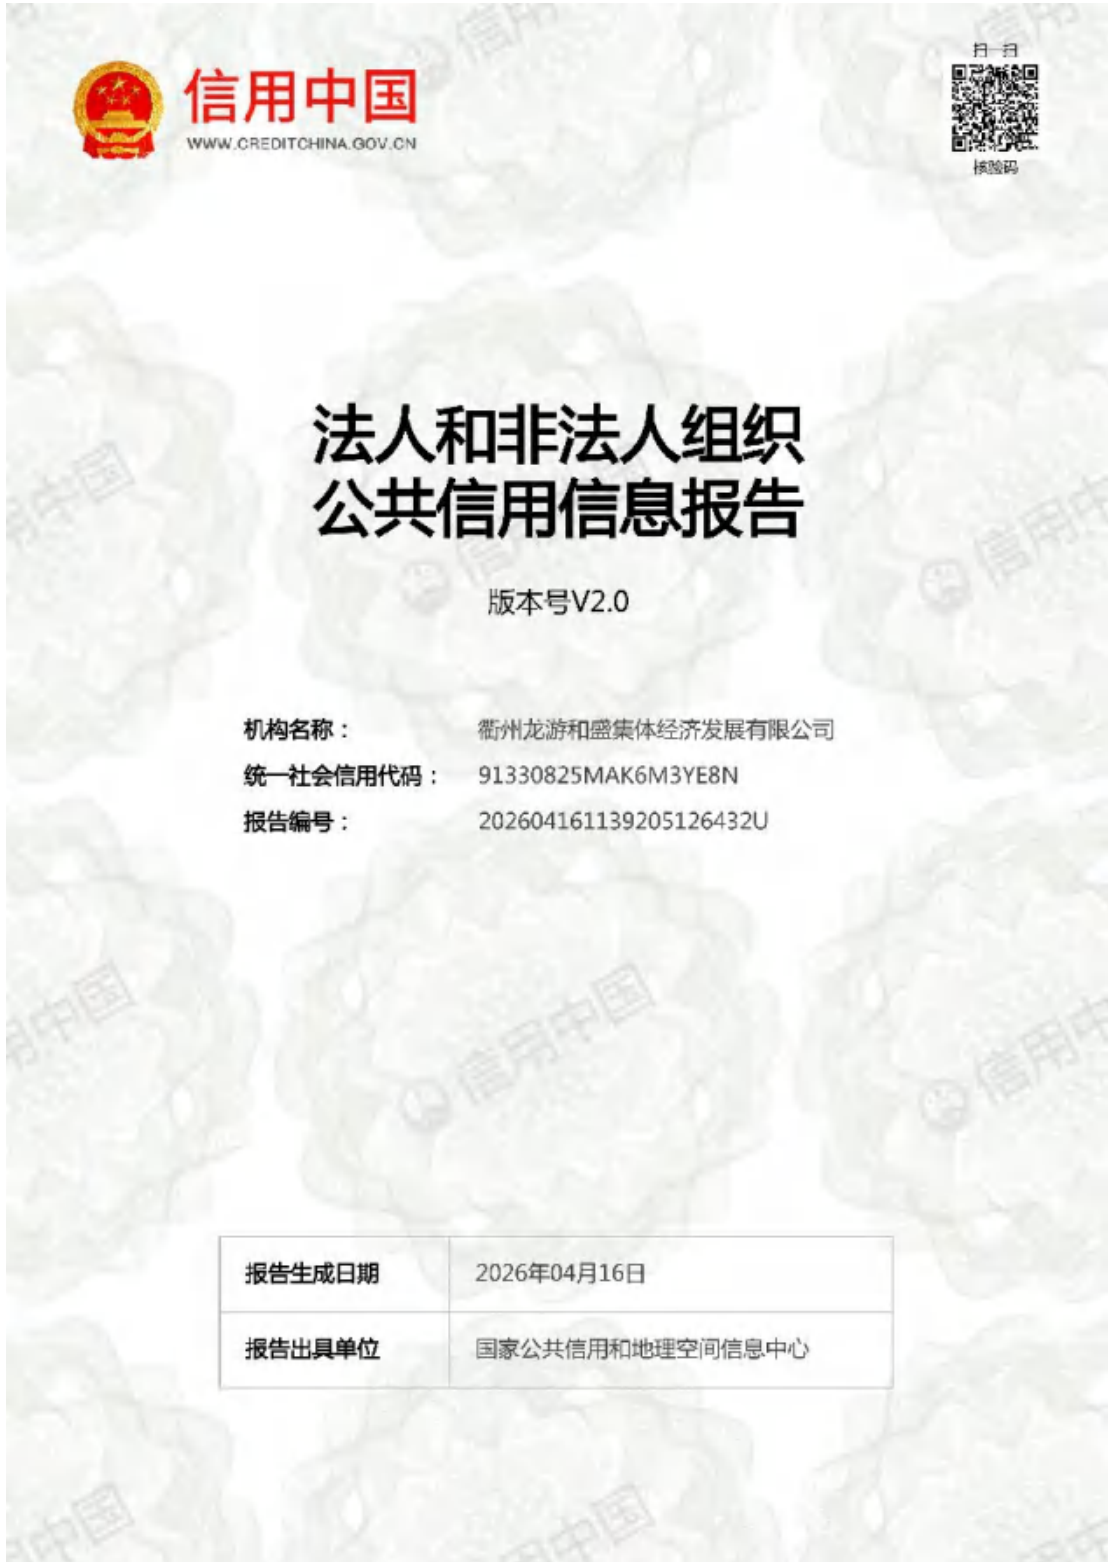 扫一扫
信用中国
WWW.CREDITCHINA.GOV.CN
核验码
法人和非法人组织
公共信用信息报告
版本号V2.0
机构名称： 衢州龙游和盛集体经济发展有限公司
统一社会信用代码： 91330825MAK6M3YE8N
报告编号： 202604161139205126432U
报告生成日期 2026年04月16日
报告出具单位 国家公共信用和地理空间信息中心